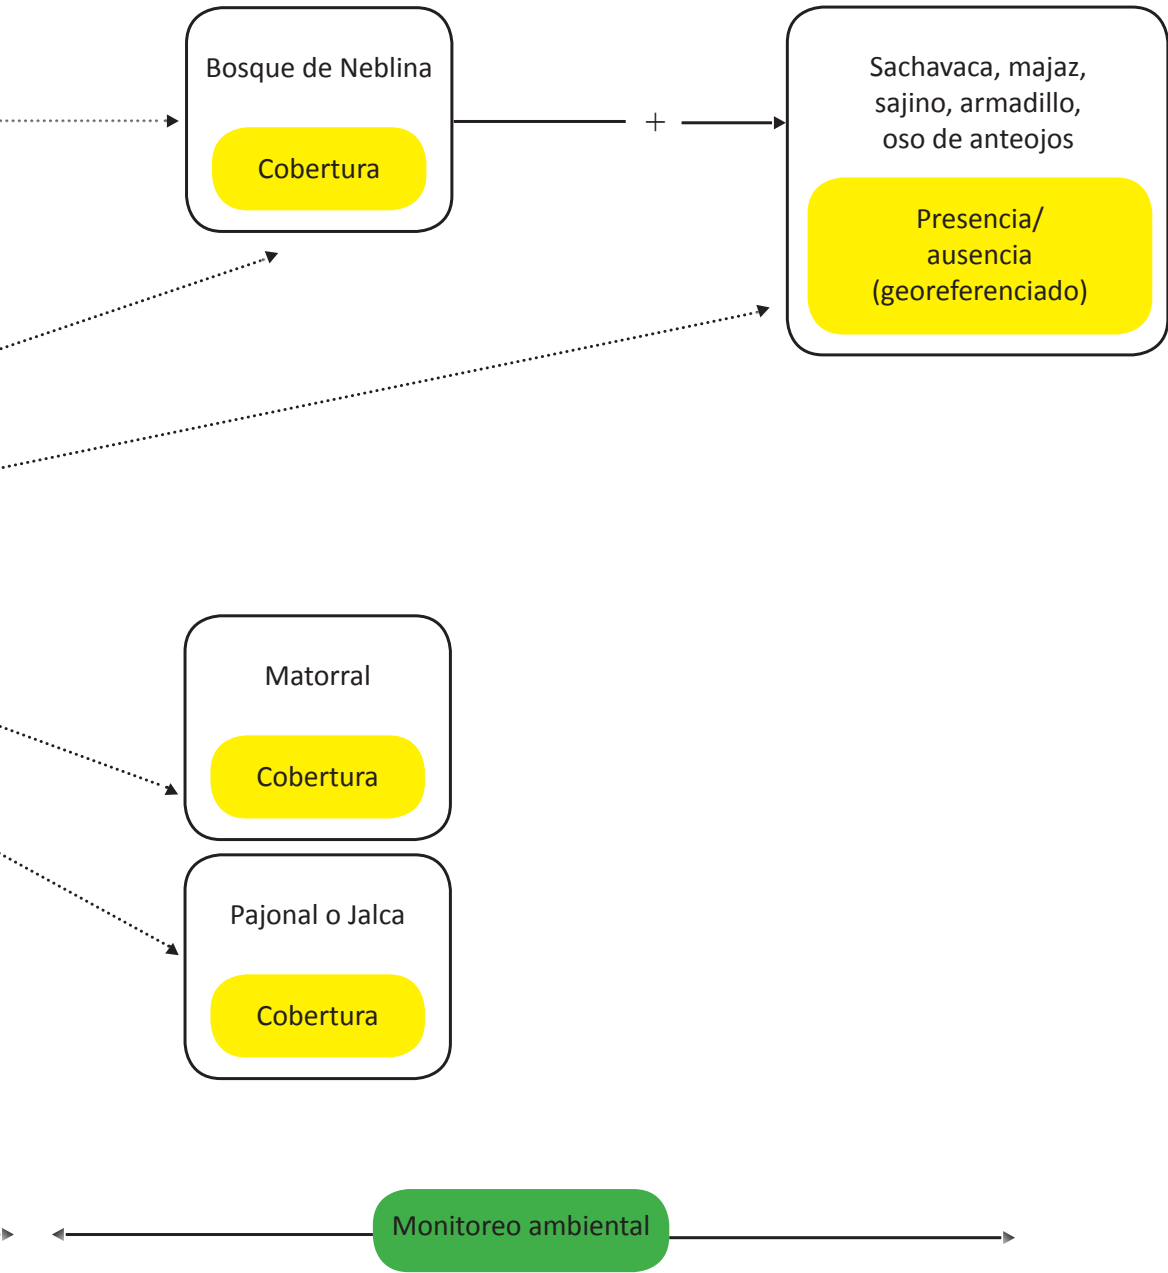 Bosque de Neblina
Cobertura
+
Sachavaca, majaz,
sajino, armadillo,
oso de anteojos
Presencia/
ausencia
(georeferenciado)
Matorral
Cobertura
Pajonal o Jalca
Cobertura
Monitoreo ambiental